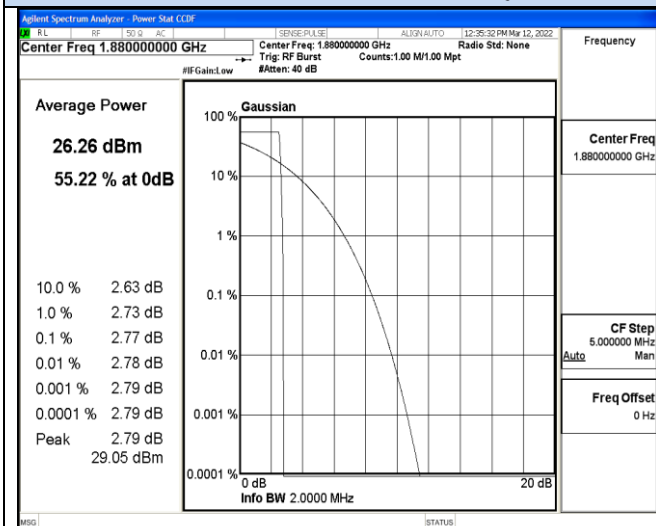 Agilent Spectrum Analyzer - Power Stat CCDF
RL RF 50 Ω AC SENSE:PULSE ALIGN AUTO 12:35:32 PM Mar 12, 2022
Center Freq 1.880000000 GHz
Center Freq: 1.880000000 GHz Radio Std: None
Trig: RF Burst Counts:1.00 M/1.00 Mpt
#IFGain:Low #Atten: 40 dB
Frequency
Average Power
26.26 dBm
55.22 % at 0dB
10.0 % 2.63 dB
1.0 % 2.73 dB
0.1 % 2.77 dB
0.01 % 2.78 dB
0.001 % 2.79 dB
0.0001 % 2.79 dB
Peak 2.79 dB
29.05 dBm
Gaussian
100 %
10 %
1 %
0.1 %
0.01 %
0.001 %
0.0001 %
0 dB 20 dB
Info BW 2.0000 MHz
Center Freq
1.880000000 GHz
CF Step
5.000000 MHz
Auto Man
Freq Offset
0 Hz
MSG STATUS